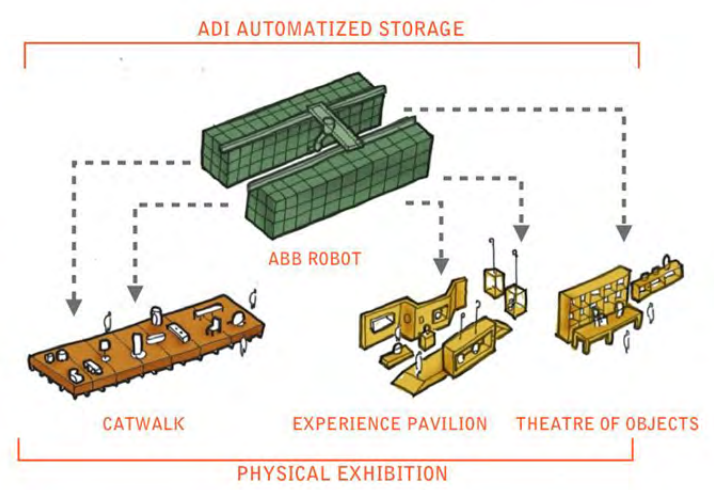 ADI AUTOMATIZED STORAGE
ABB ROBOT
CATWALK
EXPERIENCE PAVILION
THEATRE OF OBJECTS
PHYSICAL EXHIBITION